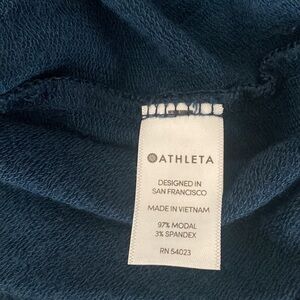 ATHLETA
DESIGNED IN
SAN FRANCISCO
MADE IN VIETNAM
97% MODAL
3% SPANDEX
RN 54023